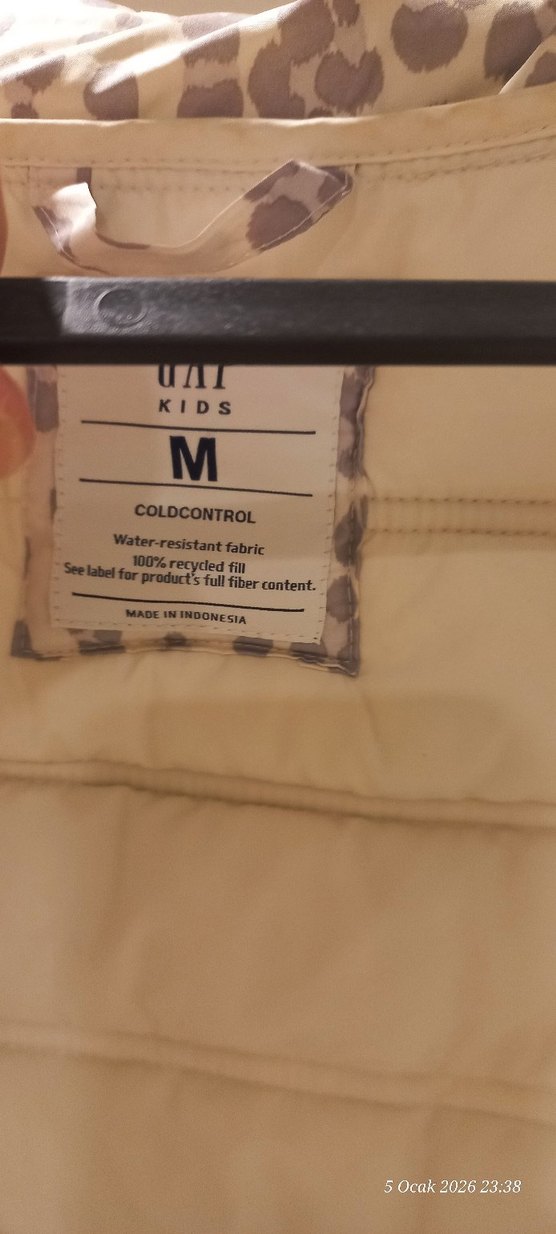 GAP
KIDS
M
COLDCONTROL
Water-resistant fabric
100% recycled fill
See label for product's full fiber content.
MADE IN INDONESIA
5 Ocak 2026 23:38